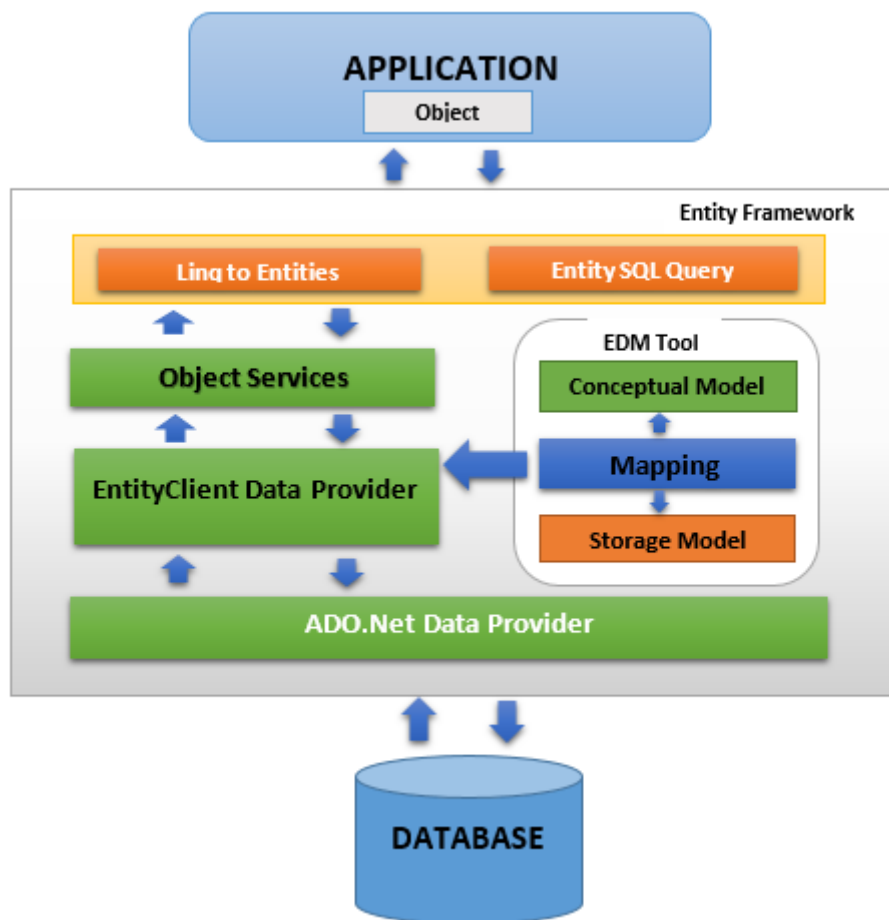 APPLICATION
Object
Entity Framework
Linq to Entities
Entity SQL Query
EDM Tool
Object Services
Conceptual Model
EntityClient Data Provider
Mapping
Storage Model
ADO.Net Data Provider
DATABASE